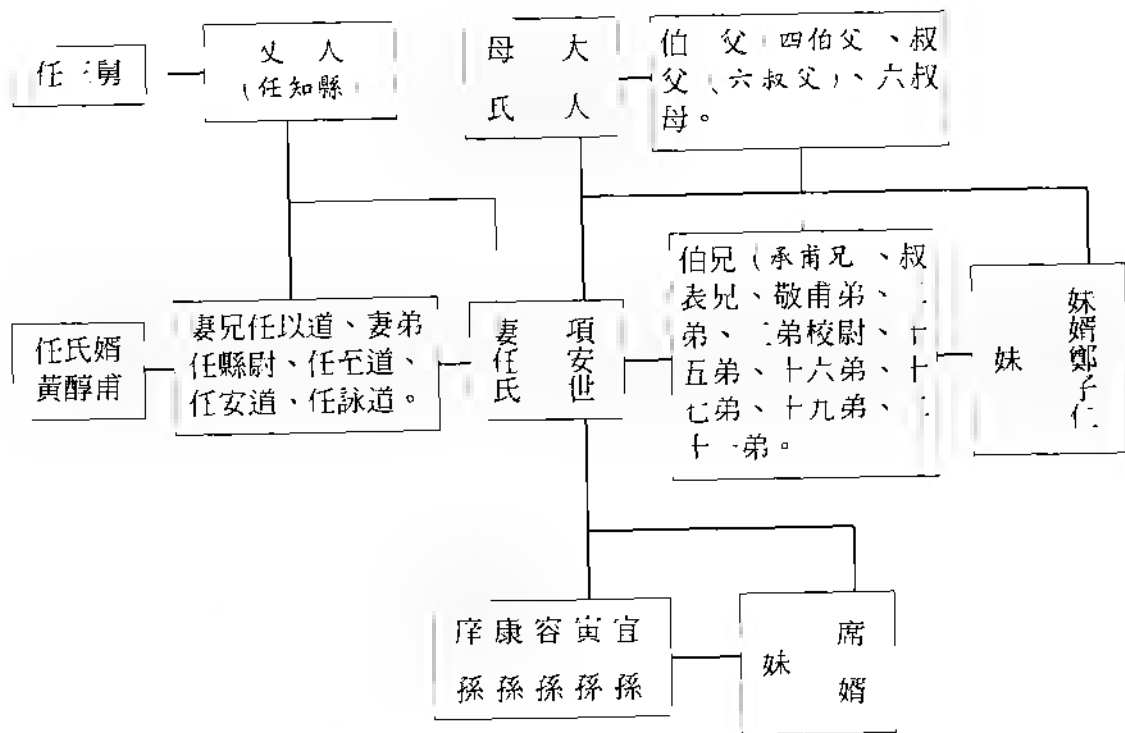 任 舅
人
(任知縣)
母 大
氏 人
伯 父 四伯父、叔
父(六叔父)、六叔
母。
任氏婿
黃醇甫
妻兄任以道、妻弟
任縣尉、任至道、
任安道、任詠道。
項安世
妻任氏
伯兄(承甫兄、叔
表兄、敬甫弟、
弟、弟校尉、十
五弟、十六弟、十
七弟、十九弟、
十 弟。
妹婿鄭子仁
妹
庠 康 容 寅 宜
孫 孫 孫 孫 孫
席婿
妹